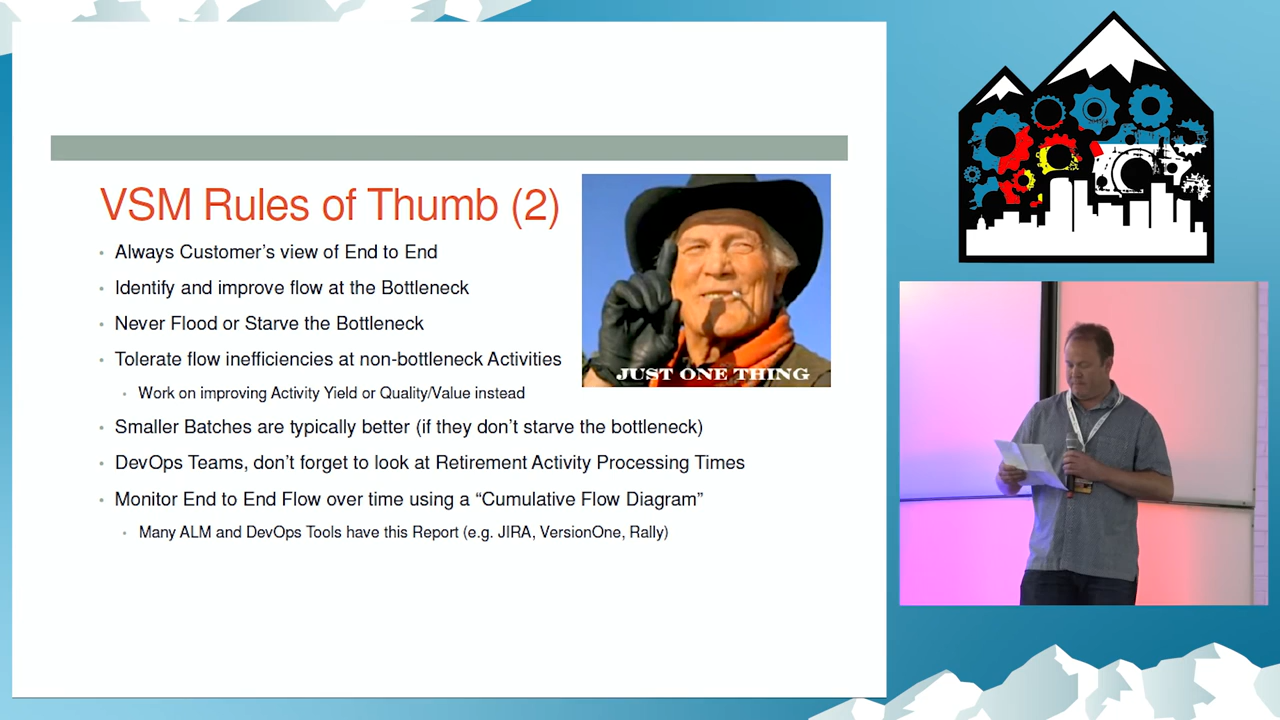 VSM Rules of Thumb (2)
• Always Customer’s view of End to End
• Identify and improve flow at the Bottleneck
• Never Flood or Starve the Bottleneck
• Tolerate flow inefficiencies at non-bottleneck Activities
• Work on improving Activity Yield or Quality/Value instead
• Smaller Batches are typically better (if they don’t starve the bottleneck)
• DevOps Teams, don’t forget to look at Retirement Activity Processing Times
• Monitor End to End Flow over time using a “Cumulative Flow Diagram”
• Many ALM and DevOps Tools have this Report (e.g. JIRA, VersionOne, Rally)
JUST ONE THING